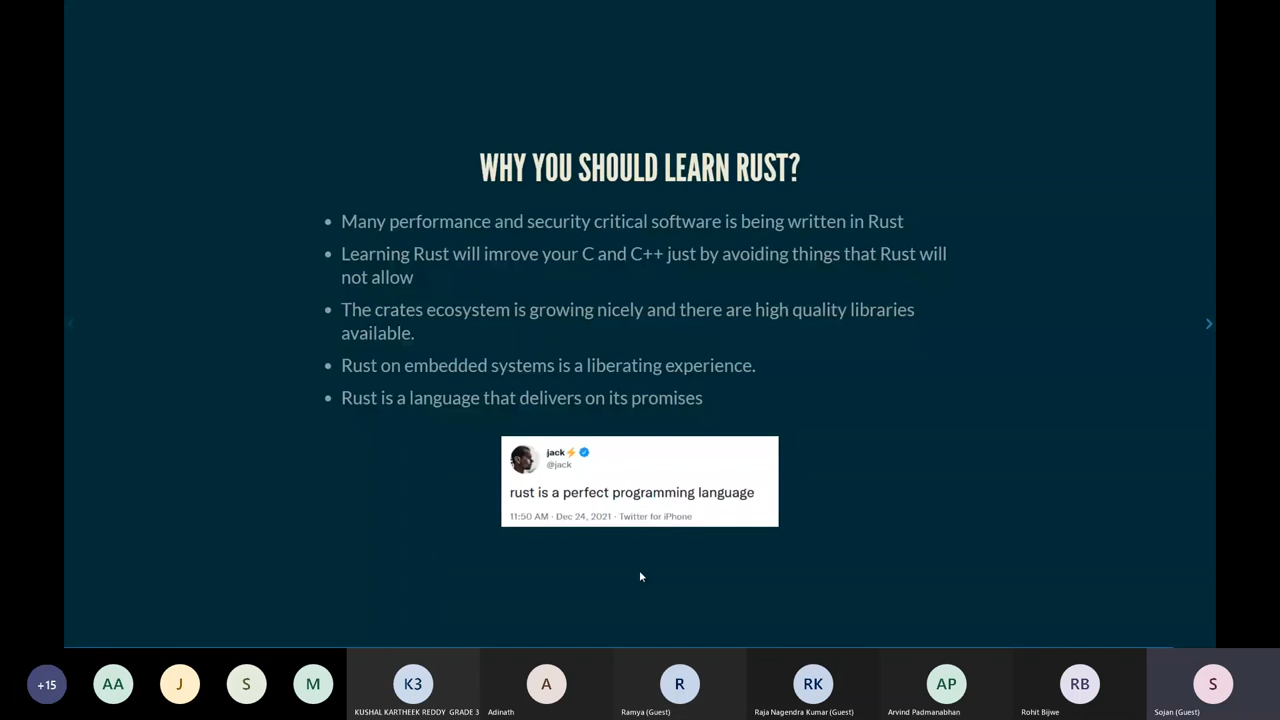 WHY YOU SHOULD LEARN RUST?
Many performance and security critical software is being written in Rust
Learning Rust will imrove your C and C++ just by avoiding things that Rust will
not allow
The crates ecosystem is growing nicely and there are high quality libraries
available.
Rust on embedded systems is a liberating experience.
Rust is a language that delivers on its promises
jack⚡
@jack
rust is a perfect programming language
11:50 AM · Dec 24, 2021 · Twitter for iPhone
+15 AA J S M K3 A R RK AP RB S
KUSHAL KARTHEEK REDDY GRADE 3 Adinath Ramya (Guest) Raja Nagendra Kumar (Guest) Arvind Padmanabhan Rohit Bijwe Sojan (Guest)